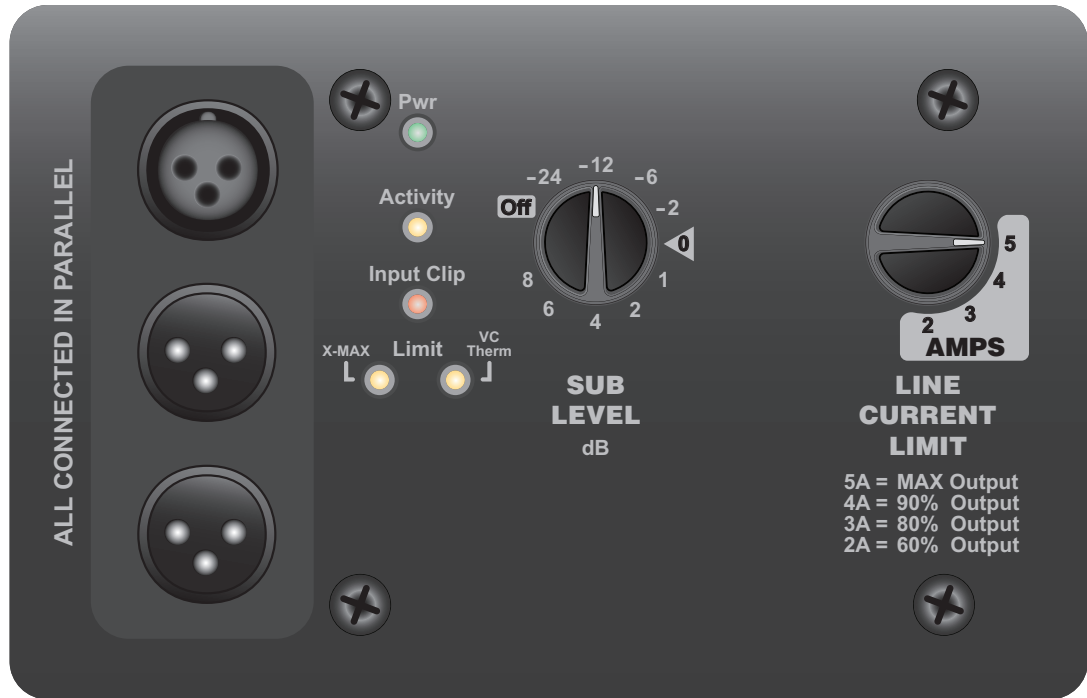 ALL CONNECTED IN PARALLEL
Pwr
Activity
Input Clip
X-MAX Limit VC
Therm
-24 -12 -6
Off -2
0
8 1
6 4 2
SUB
LEVEL
dB
5
4
3
2
AMPS
LINE
CURRENT
LIMIT
5A = MAX Output
4A = 90% Output
3A = 80% Output
2A = 60% Output